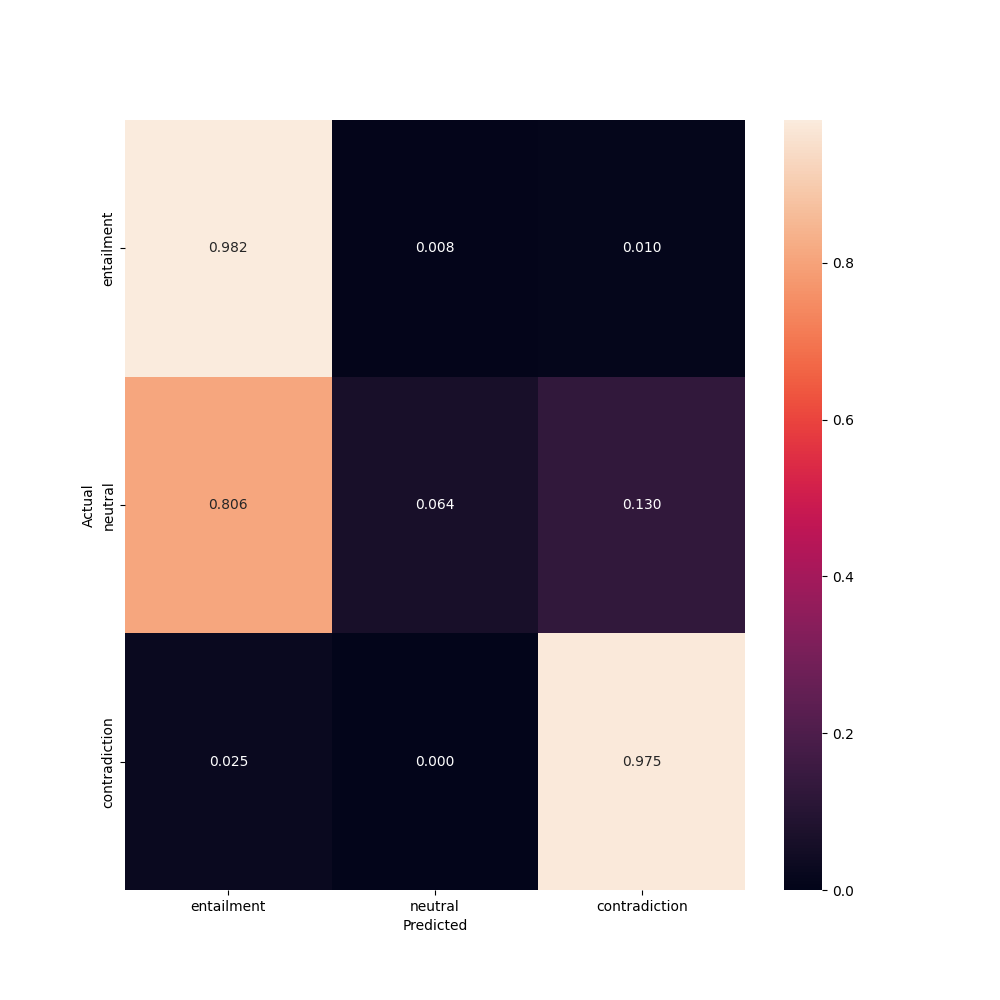 entailment
0.982 0.008 0.010
0.8
0.6
Actual
neutral
0.806 0.064 0.130
0.4
0.2
contradiction
0.025 0.000 0.975
0.0
entailment neutral contradiction
Predicted